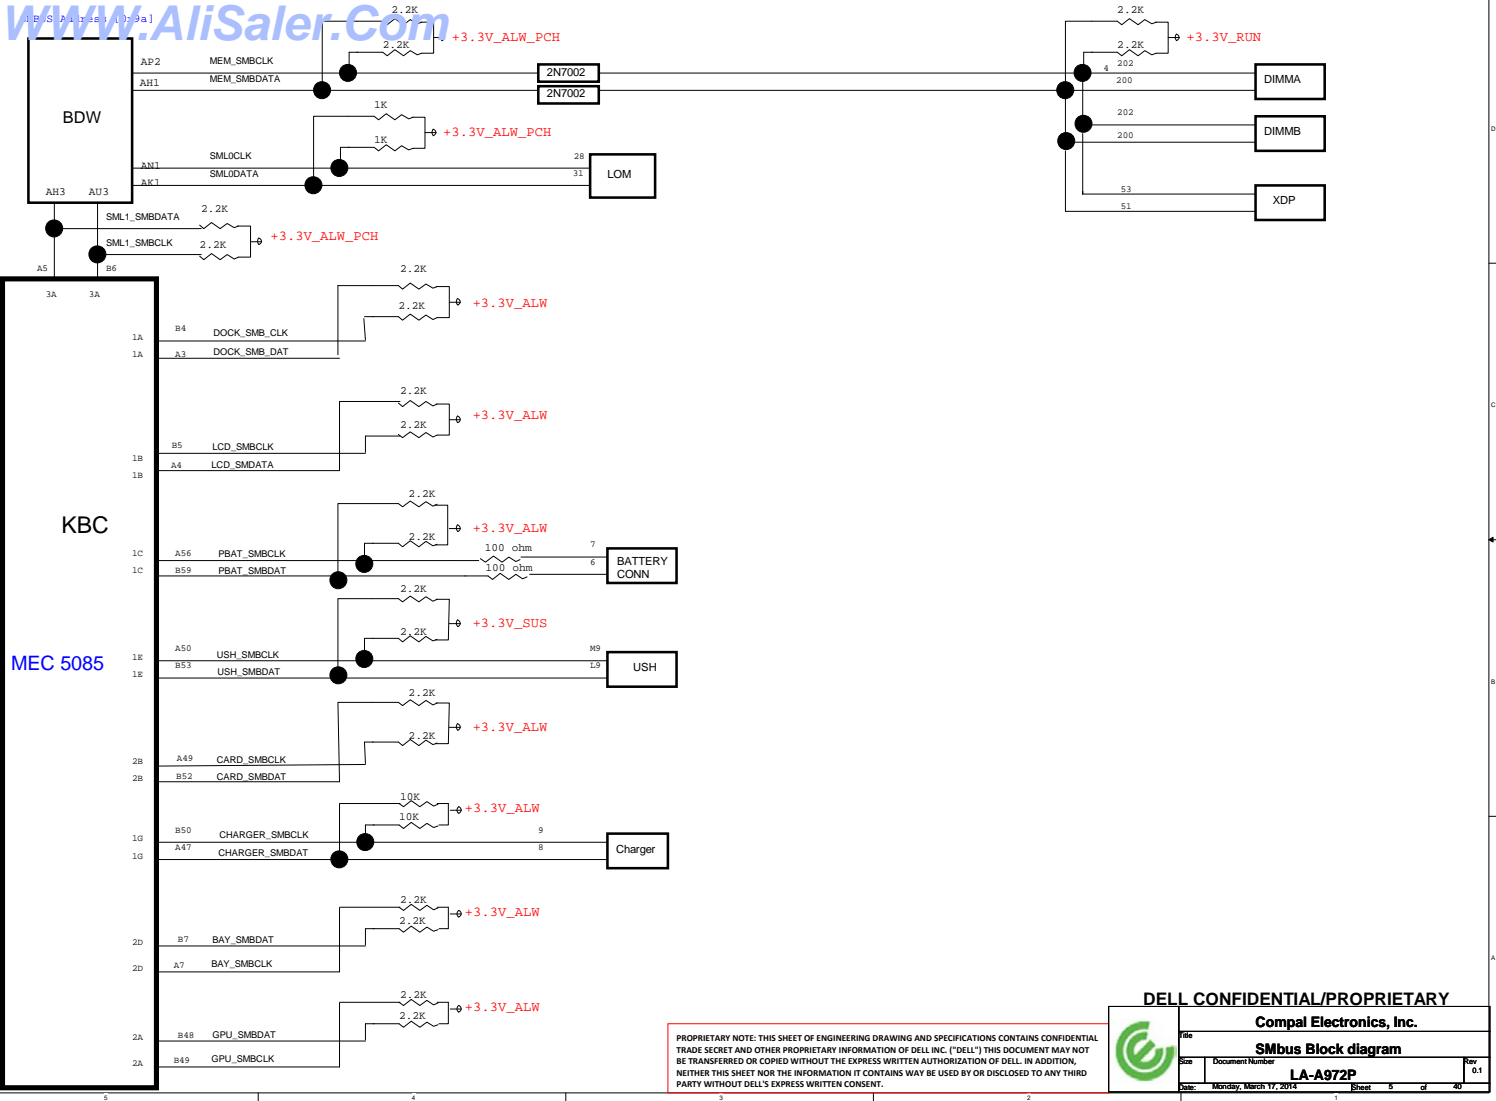 WWW.AliSaler.Com
2.2K
2.2K
+3.3V_ALW_PCH
AP2 MEM_SMBCLK
AH1 MEM_SMBDATA
2N7002
2N7002
2.2K
2.2K
+3.3V_RUN
4 202
200
DIMMA
202
200
DIMMB
53
51
XDP
BDW
1K
1K
+3.3V_ALW_PCH
AN1 SML0CLK 28
AK1 SML0DATA 31
LOM
AH3 AU3
SML1_SMBDATA 2.2K
SML1_SMBCLK 2.2K
+3.3V_ALW_PCH
A5 B6
3A 3A
2.2K
2.2K
+3.3V_ALW
1A B4 DOCK_SMB_CLK
1A A3 DOCK_SMB_DAT
2.2K
2.2K
+3.3V_ALW
1B B5 LCD_SMBCLK
1B A4 LCD_SMDATA
KBC
2.2K
2.2K
+3.3V_ALW
1C A56 PBAT_SMBCLK 100 ohm 7
1C B59 PBAT_SMBDAT 100 ohm 6
BATTERY
CONN
2.2K
2.2K
+3.3V_SUS
MEC 5085
1E A50 USH_SMBCLK M9
1E B53 USH_SMBDAT L9
USH
2.2K
2.2K
+3.3V_ALW
2B A49 CARD_SMBCLK
2B B52 CARD_SMBDAT
10K
10K
+3.3V_ALW
1G B50 CHARGER_SMBCLK 9
1G A47 CHARGER_SMBDAT 8
Charger
2.2K
2.2K
+3.3V_ALW
2D B7 BAY_SMBDAT
2D A7 BAY_SMBCLK
2.2K
2.2K
+3.3V_ALW
2A B48 GPU_SMBDAT
2A B49 GPU_SMBCLK
PROPRIETARY NOTE: THIS SHEET OF ENGINEERING DRAWING AND SPECIFICATIONS CONTAINS CONFIDENTIAL
TRADE SECRET AND OTHER PROPRIETARY INFORMATION OF DELL INC. ("DELL") THIS DOCUMENT MAY NOT
BE TRANSFERRED OR COPIED WITHOUT THE EXPRESS WRITTEN AUTHORIZATION OF DELL. IN ADDITION,
NEITHER THIS SHEET NOR THE INFORMATION IT CONTAINS WAY BE USED BY OR DISCLOSED TO ANY THIRD
PARTY WITHOUT DELL'S EXPRESS WRITTEN CONSENT.
DELL CONFIDENTIAL/PROPRIETARY
Compal Electronics, Inc.
Title
SMbus Block diagram
Size Document Number Rev
LA-A972P 0.1
Date: Monday, March 17, 2014 Sheet 5 of 40
D
C
B
A
5 4 3 2 1